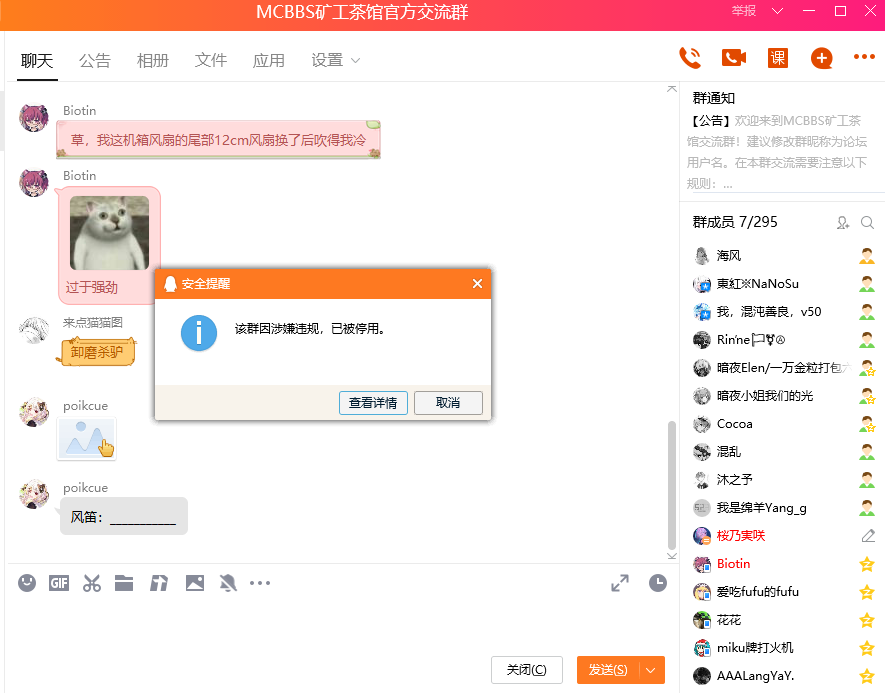 MCBBS矿工茶馆官方交流群
举报
聊天 公告 相册 文件 应用 设置
课
Biotin
草，我这机箱风扇的尾部12cm风扇换了后吹得我冷
Biotin
过于强劲
来点猫猫图
卸磨杀驴
poikcue
poikcue
风笛：___________
安全提醒
该群因涉嫌违规，已被停用。
查看详情 取消
GIF
关闭(C) 发送(S)
群通知
【公告】欢迎来到MCBBS矿工茶
馆交流群！建议修改群昵称为论坛
用户名。在本群交流需要注意以下
规则：...
群成员 7/295
海风
東紅※NaNoSu
我，混沌善良，v50
暗夜Elen/一万金粒打包
暗夜小姐我们的光
Cocoa
混乱
沐之予
我是绵羊Yang_g
桜乃実咲
Biotin
爱吃fufu的fufu
花花
miku牌打火机
AAALangYaY.